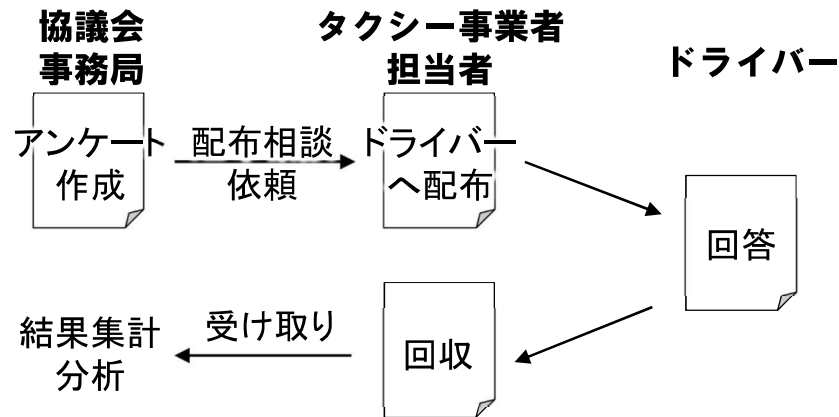 協議会
事務局
タクシー事業者
担当者
ドライバー
アンケート
作成
配布相談
依頼
ドライバー
へ配布
回答
結果集計
分析
受け取り
回収